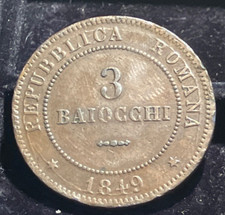 REPUBBLICA ROMANA
3
BAIOCCHI
1849